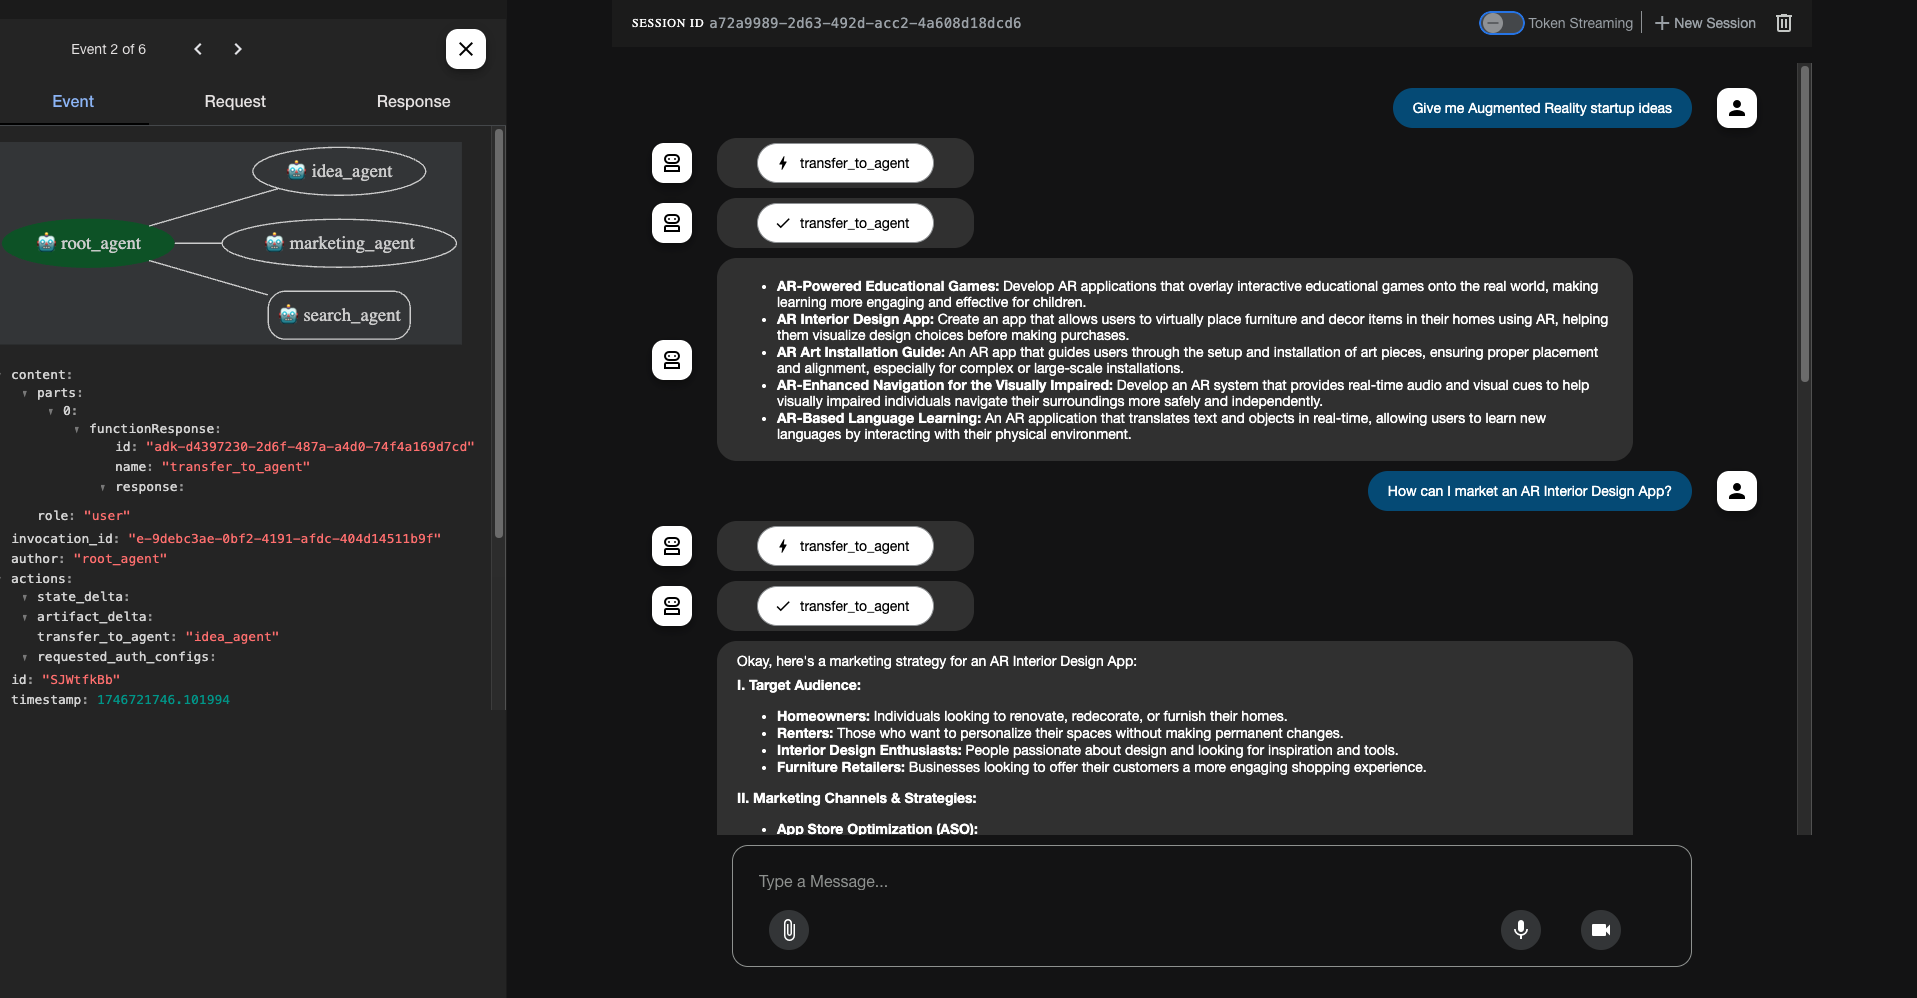 Event 2 of 6
Event Request Response
idea_agent
root_agent
marketing_agent
search_agent
content:
parts:
0:
functionResponse:
id: "adk-d4397230-2d6f-487a-a4d0-74f4a169d7cd"
name: "transfer_to_agent"
response:
role: "user"
invocation_id: "e-9debc3ae-0bf2-4191-afdc-404d14511b9f"
author: "root_agent"
actions:
state_delta:
artifact_delta:
transfer_to_agent: "idea_agent"
requested_auth_configs:
id: "SJWtfkBb"
timestamp: 1746721746.101994
SESSION ID a72a9989-2d63-492d-acc2-4a608d18dcd6
Token Streaming
New Session
Give me Augmented Reality startup ideas
transfer_to_agent
transfer_to_agent
• AR-Powered Educational Games: Develop AR applications that overlay interactive educational games onto the real world, making
learning more engaging and effective for children.
• AR Interior Design App: Create an app that allows users to virtually place furniture and decor items in their homes using AR, helping
them visualize design choices before making purchases.
• AR Art Installation Guide: An AR app that guides users through the setup and installation of art pieces, ensuring proper placement
and alignment, especially for complex or large-scale installations.
• AR-Enhanced Navigation for the Visually Impaired: Develop an AR system that provides real-time audio and visual cues to help
visually impaired individuals navigate their surroundings more safely and independently.
• AR-Based Language Learning: An AR application that translates text and objects in real-time, allowing users to learn new
languages by interacting with their physical environment.
How can I market an AR Interior Design App?
transfer_to_agent
transfer_to_agent
Okay, here's a marketing strategy for an AR Interior Design App:
I. Target Audience:
• Homeowners: Individuals looking to renovate, redecorate, or furnish their homes.
• Renters: Those who want to personalize their spaces without making permanent changes.
• Interior Design Enthusiasts: People passionate about design and looking for inspiration and tools.
• Furniture Retailers: Businesses looking to offer their customers a more engaging shopping experience.
II. Marketing Channels & Strategies:
• App Store Optimization (ASO):
Type a Message...